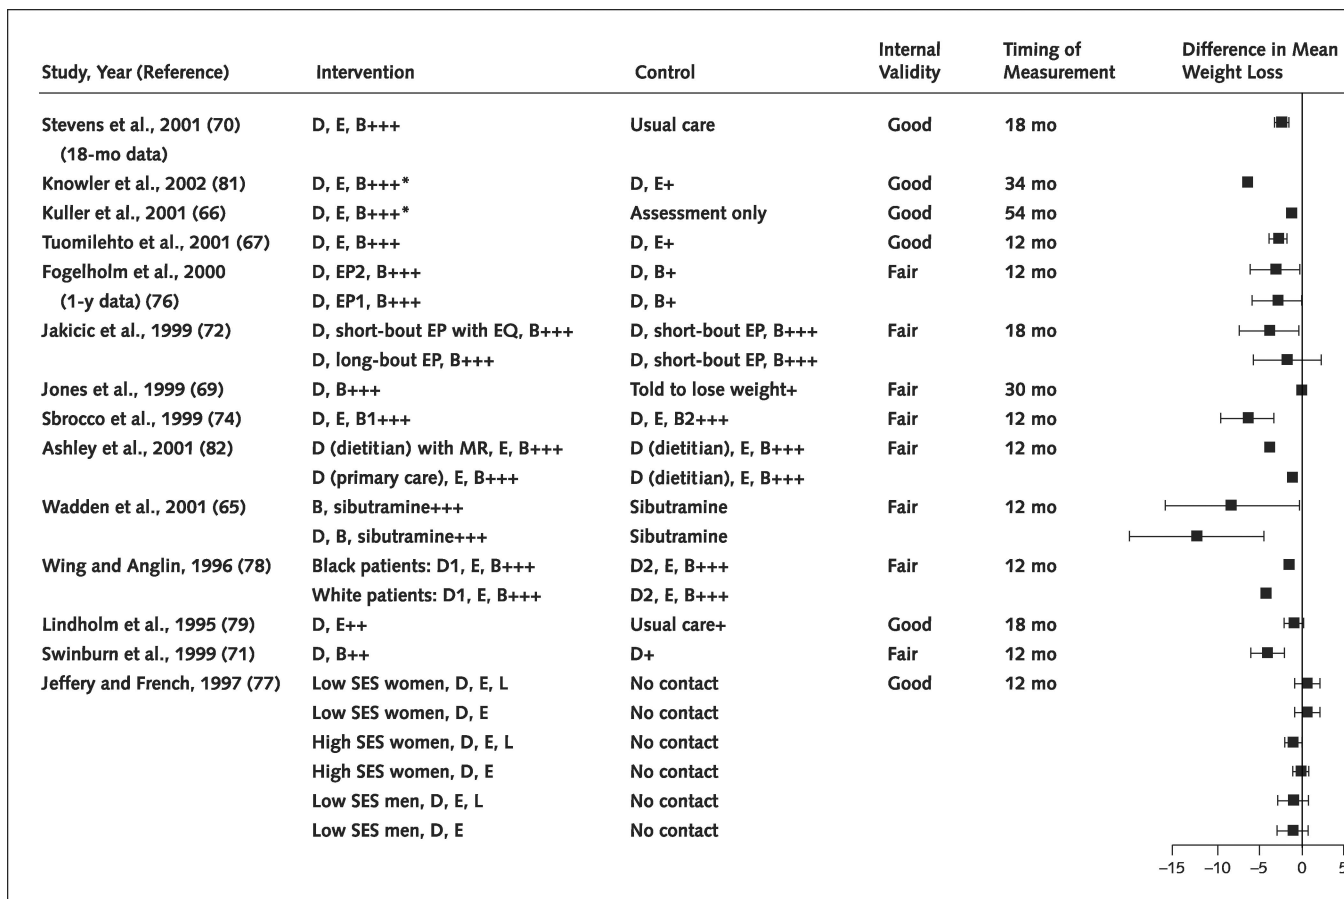 Internal Timing of Difference in Mean
Study, Year (Reference) Intervention Control Validity Measurement Weight Loss
Stevens et al., 2001 (70) D, E, B+++ Usual care Good 18 mo
(18-mo data)
Knowler et al., 2002 (81) D, E, B+++* D, E+ Good 34 mo
Kuller et al., 2001 (66) D, E, B+++* Assessment only Good 54 mo
Tuomilehto et al., 2001 (67) D, E, B+++ D, E+ Good 12 mo
Fogelholm et al., 2000 D, EP2, B+++ D, B+ Fair 12 mo
(1-y data) (76) D, EP1, B+++ D, B+
Jakicic et al., 1999 (72) D, short-bout EP with EQ, B+++ D, short-bout EP, B+++ Fair 18 mo
D, long-bout EP, B+++ D, short-bout EP, B+++
Jones et al., 1999 (69) D, B+++ Told to lose weight+ Fair 30 mo
Sbrocco et al., 1999 (74) D, E, B1+++ D, E, B2+++ Fair 12 mo
Ashley et al., 2001 (82) D (dietitian) with MR, E, B+++ D (dietitian), E, B+++ Fair 12 mo
D (primary care), E, B+++ D (dietitian), E, B+++
Wadden et al., 2001 (65) B, sibutramine+++ Sibutramine Fair 12 mo
D, B, sibutramine+++ Sibutramine
Wing and Anglin, 1996 (78) Black patients: D1, E, B+++ D2, E, B+++ Fair 12 mo
White patients: D1, E, B+++ D2, E, B+++
Lindholm et al., 1995 (79) D, E++ Usual care+ Good 18 mo
Swinburn et al., 1999 (71) D, B++ D+ Fair 12 mo
Jeffery and French, 1997 (77) Low SES women, D, E, L No contact Good 12 mo
Low SES women, D, E No contact
High SES women, D, E, L No contact
High SES women, D, E No contact
Low SES men, D, E, L No contact
Low SES men, D, E No contact
–15 –10 –5 0 5